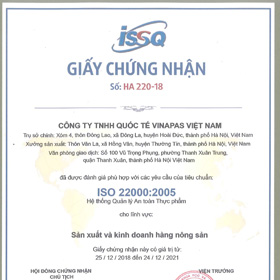 ISSQ
GIẤY CHỨNG NHẬN
Số: HA 220-18
CÔNG TY TNHH QUỐC TẾ VINAPAS VIỆT NAM
Trụ sở chính: Xóm 4, thôn Đông Lao, xã Đông La, huyện Hoài Đức, thành phố Hà Nội, Việt Nam
Xưởng sản xuất: Thôn Vân La, xã Hồng Vân, huyện Thường Tín, thành phố Hà Nội, Việt Nam
Văn phòng giao dịch: Số 100 Vũ Trọng Phụng, phường Thanh Xuân Trung,
quận Thanh Xuân, thành phố Hà Nội, Việt Nam
đã được đánh giá phù hợp với các yêu cầu của tiêu chuẩn:
ISO 22000:2005
Hệ thống Quản lý An toàn Thực phẩm
cho lĩnh vực:
Sản xuất và kinh doanh hàng nông sản
Giấy chứng nhận này có giá trị từ:
25 / 12 / 2018 đến 24 / 12 / 2021
HỘI ĐỒNG CHỨNG NHẬN
CHỦ TỊCH
VIỆN TRƯỞNG